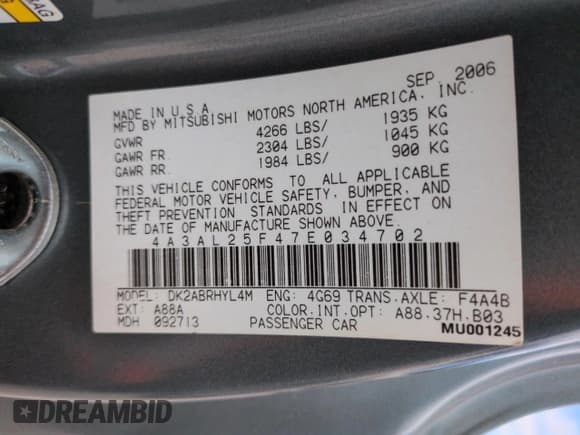 SEP. 2006
MADE IN U.S.A
MFD BY MITSUBISHI MOTORS NORTH AMERICA, INC.
GVWR 4266 LBS/ 1935 KG
GAWR FR. 2304 LBS/ 1045 KG
GAWR RR. 1984 LBS/ 900 KG
THIS VEHICLE CONFORMS TO ALL APPLICABLE
FEDERAL MOTOR VEHICLE SAFETY, BUMPER, AND
THEFT PREVENTION STANDARDS IN EFFECT ON
THE DATE OF MANUFACTURE SHOWN ABOVE.
4A3AL25F47E034702
MODEL: DK2ABRHYL4M ENG: 4G69 TRANS.AXLE: F4A4B
EXT: A88A COLOR.INT.OPT: A88.37H.B03
MDH 092713 PASSENGER CAR MU001245
DREAMBID